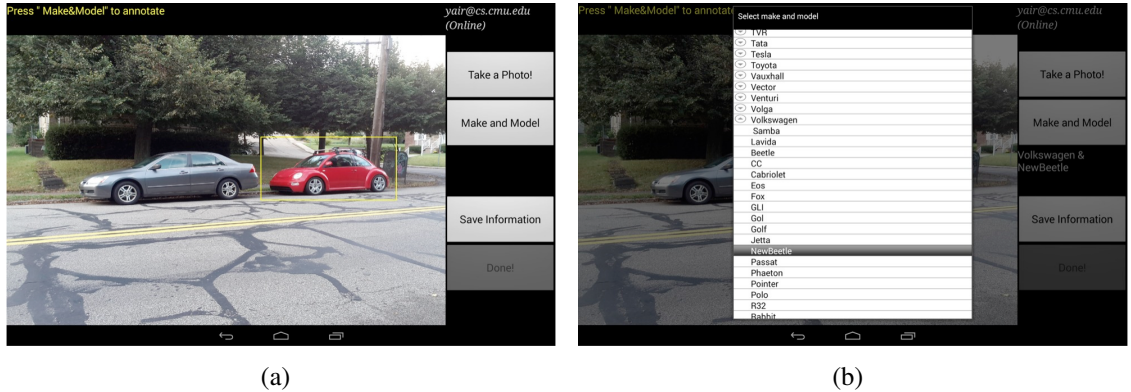 Press " Make&Model" to annotate
yair@cs.cmu.edu
(Online)
Take a Photo!
Make and Model
Save Information
Done!
(a)
Press " Make&Model" to annotate
Select make and model
yair@cs.cmu.edu
(Online)
TVR
Tata
Tesla
Toyota
Vauxhall
Vector
Venturi
Volga
Volkswagen
Samba
Lavida
Beetle
CC
Cabriolet
Eos
Fox
GLI
Gol
Golf
Jetta
NewBeetle
Passat
Phaeton
Pointer
Polo
R32
Rabbit
Take a Photo!
Make and Model
Volkswagen &
NewBeetle
Save Information
Done!
(b)